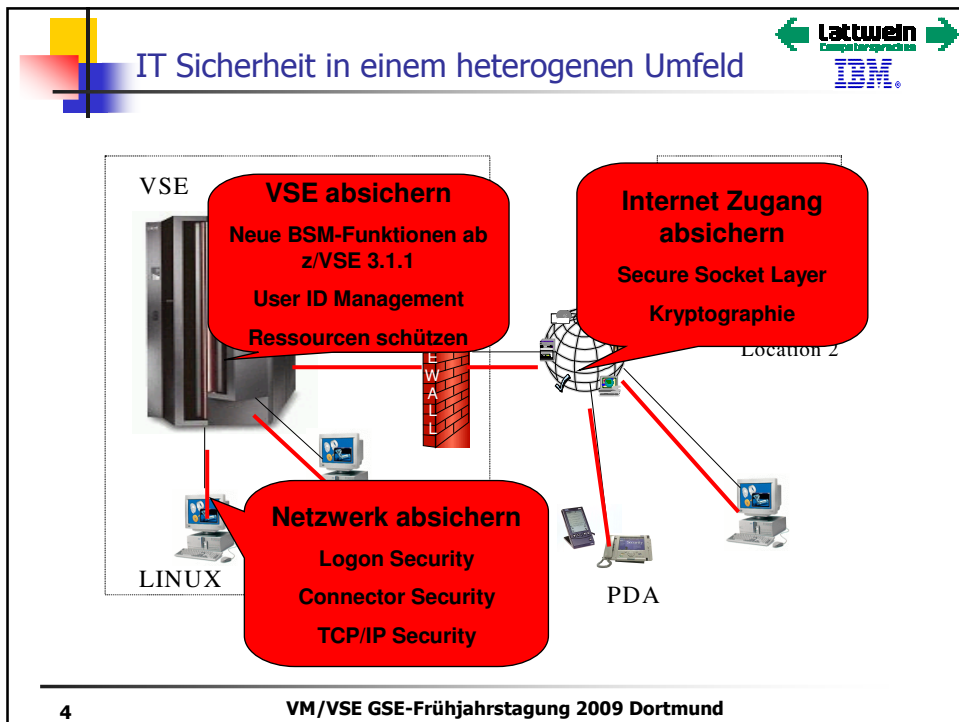 Lattwein
Computersprachen
IBM®
IT Sicherheit in einem heterogenen Umfeld
VSE
VSE absichern
Neue BSM-Funktionen ab
z/VSE 3.1.1
User ID Management
Ressourcen schützen
Internet Zugang
absichern
Secure Socket Layer
Kryptographie
Location 2
E
W
A
L
L
Netzwerk absichern
Logon Security
Connector Security
TCP/IP Security
LINUX
PDA
4
VM/VSE GSE-Frühjahrstagung 2009 Dortmund